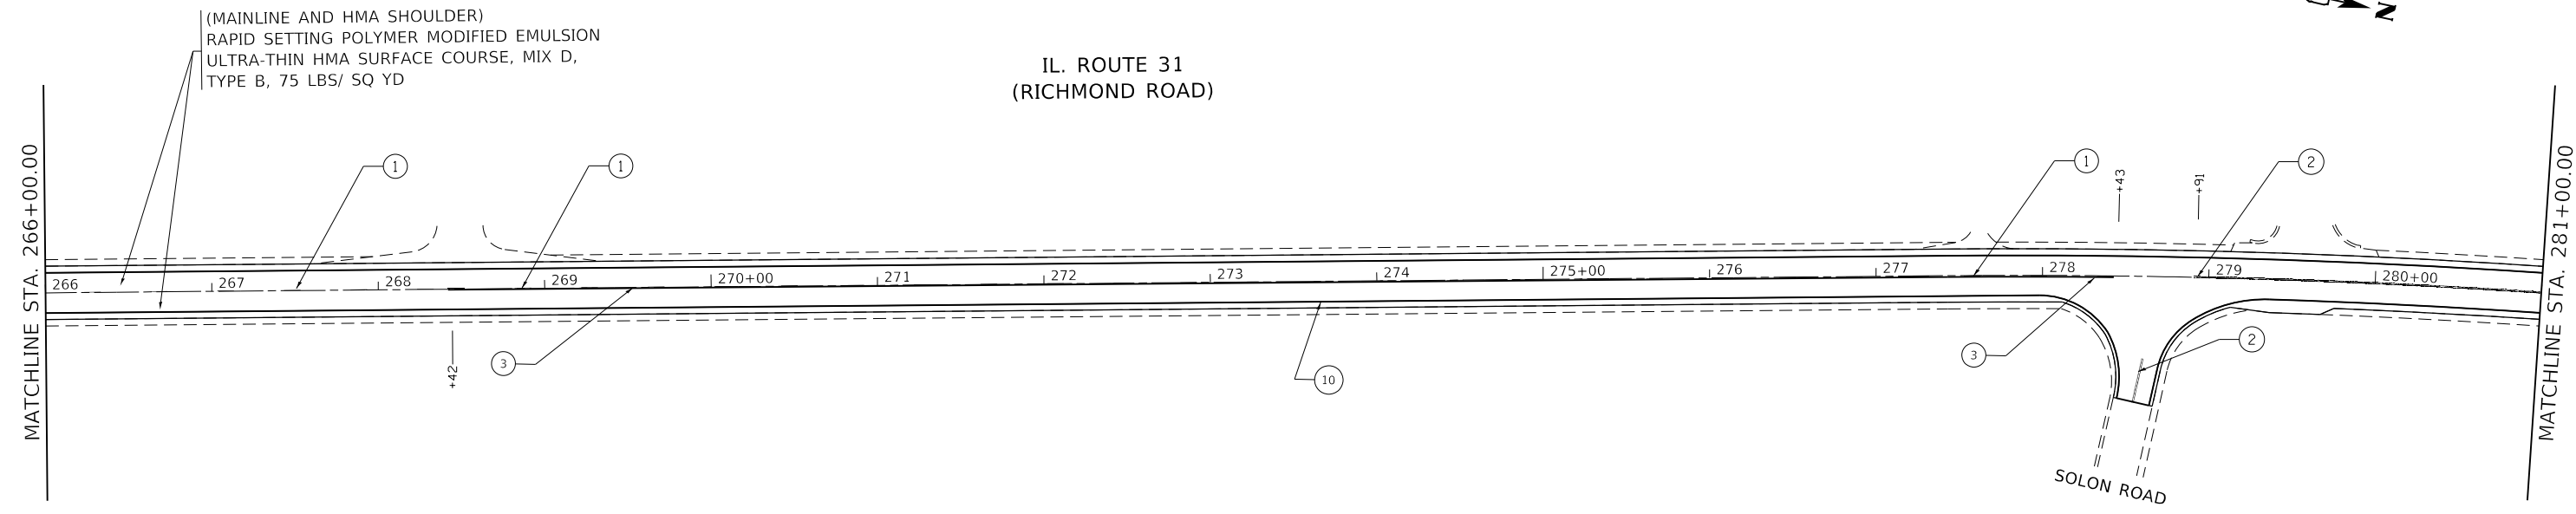 (MAINLINE AND HMA SHOULDER)
RAPID SETTING POLYMER MODIFIED EMULSION
ULTRA-THIN HMA SURFACE COURSE, MIX D,
TYPE B, 75 LBS/ SQ YD
N
IL. ROUTE 31
(RICHMOND ROAD)
MATCHLINE STA. 266+00.00
1
1
1
2
+43
+91
266
267
268
269
270+00
271
272
273
274
275+00
276
277
278
279
280+00
MATCHLINE STA. 281+00.00
+42
3
10
3
2
SOLON ROAD